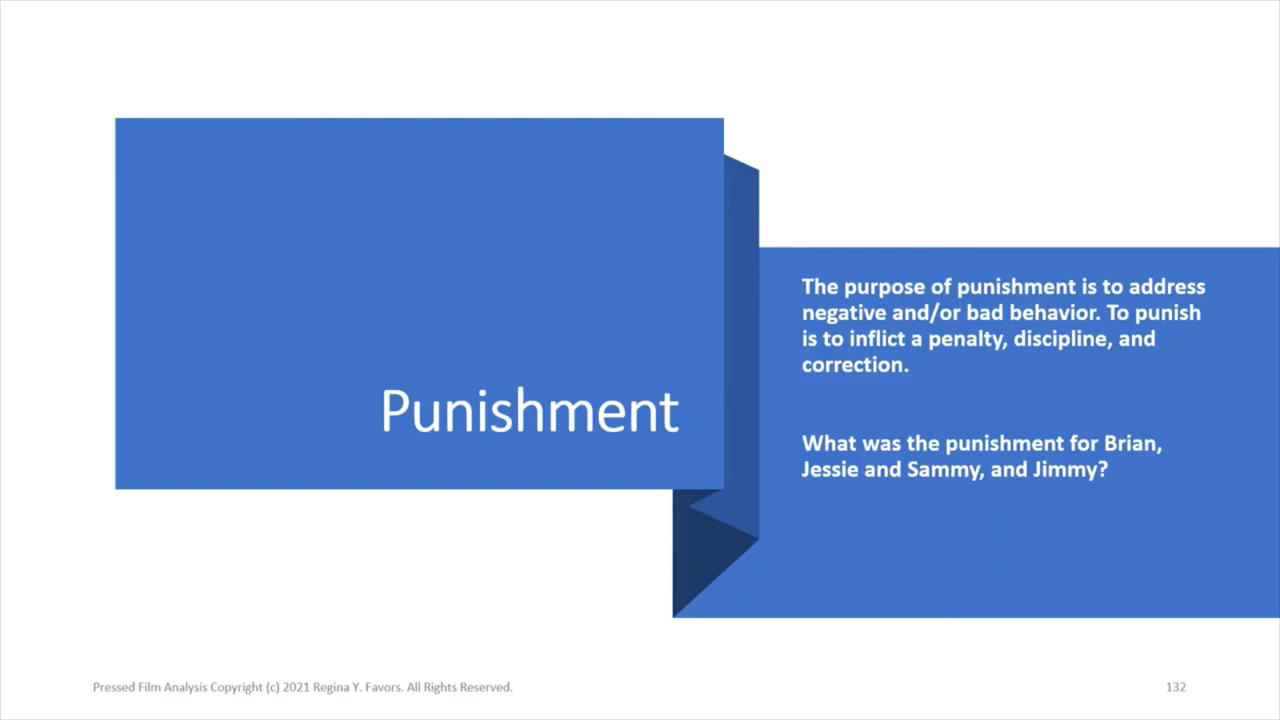 Punishment
The purpose of punishment is to address
negative and/or bad behavior. To punish
is to inflict a penalty, discipline, and
correction.
What was the punishment for Brian,
Jessie and Sammy, and Jimmy?
Pressed Film Analysis Copyright (c) 2021 Regina Y. Favors. All Rights Reserved.
132